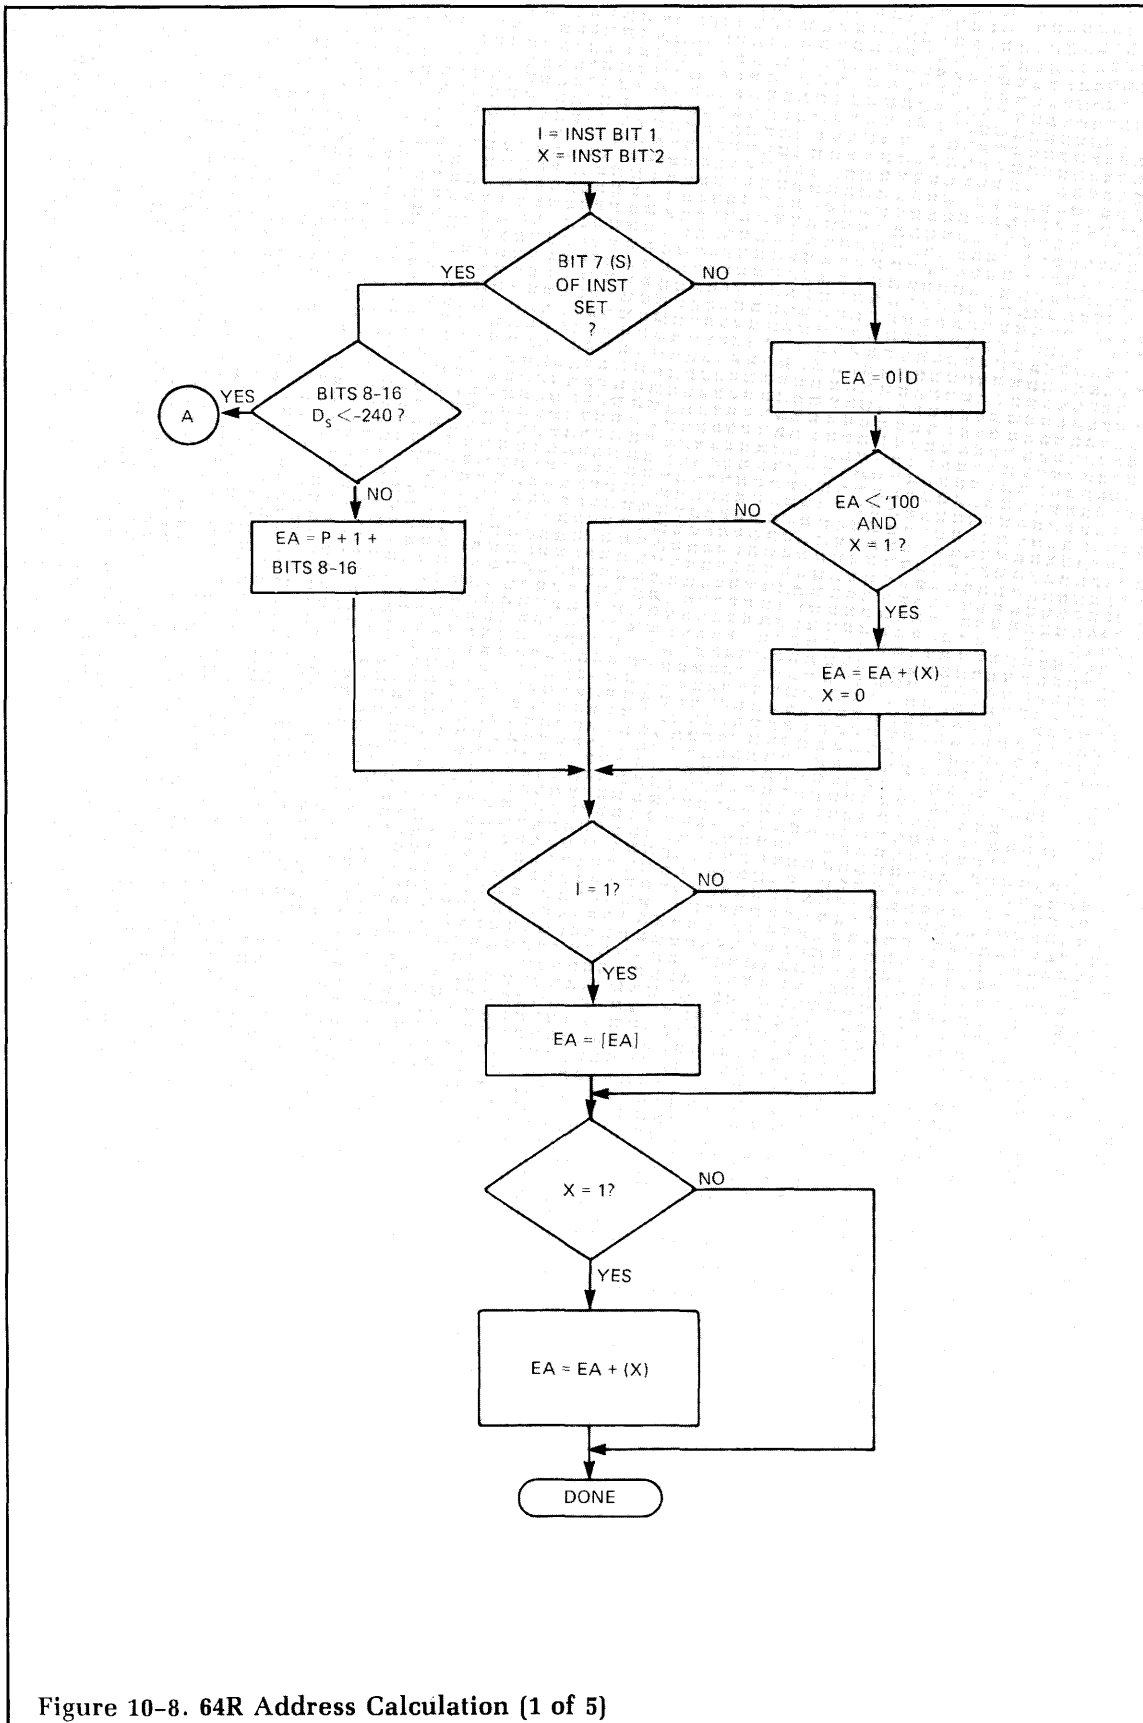 I = INST BIT 1
X = INST BIT 2
BIT 7 (S)
OF INST
SET
?
YES
NO
BITS 8-16
Ds < -240 ?
YES
A
NO
EA = P + 1 +
BITS 8-16
EA = 0|D
EA < '100
AND
X = 1 ?
NO
YES
EA = EA + (X)
X = 0
I = 1?
NO
YES
EA = [EA]
X = 1?
NO
YES
EA = EA + (X)
DONE
Figure 10-8. 64R Address Calculation (1 of 5)